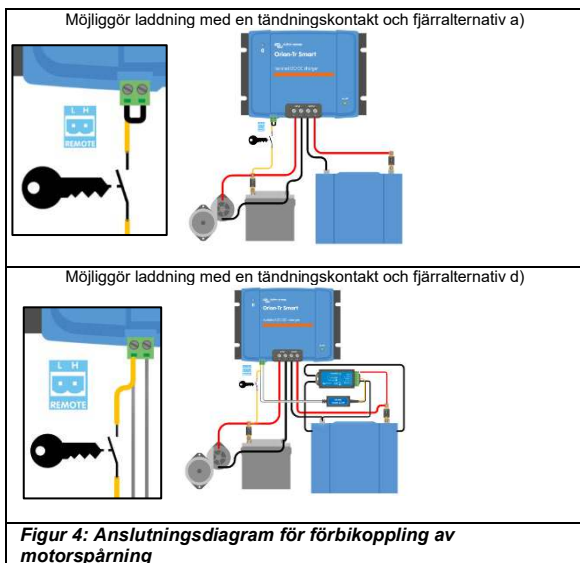 Möjliggör laddning med en tändningskontakt och fjärralternativ a)
L H
REMOTE
Orion-Tr Smart
Möjliggör laddning med en tändningskontakt och fjärralternativ d)
L H
REMOTE
Orion-Tr Smart
Figur 4: Anslutningsdiagram för förbikoppling av
motorspårning